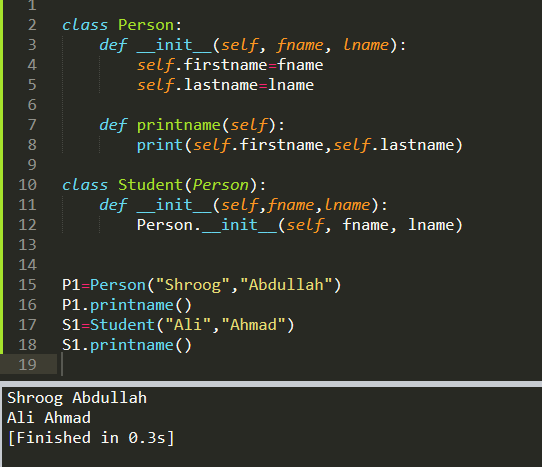 1
2 class Person:
3 def __init__(self, fname, lname):
4 self.firstname=fname
5 self.lastname=lname
6
7 def printname(self):
8 print(self.firstname,self.lastname)
9
10 class Student(Person):
11 def __init__(self,fname,lname):
12 Person.__init__(self, fname, lname)
13
14
15 P1=Person("Shroog","Abdullah")
16 P1.printname()
17 S1=Student("Ali","Ahmad")
18 S1.printname()
19
Shroog Abdullah
Ali Ahmad
[Finished in 0.3s]